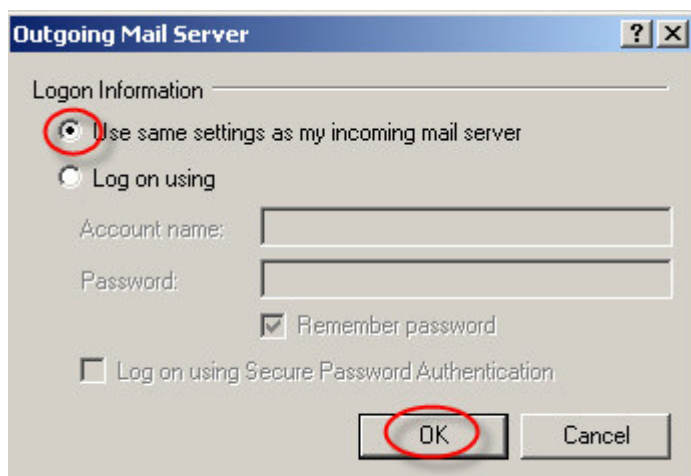 Outgoing Mail Server
Logon Information
Use same settings as my incoming mail server
Log on using
Account name:
Password:
Remember password
Log on using Secure Password Authentication
OK Cancel